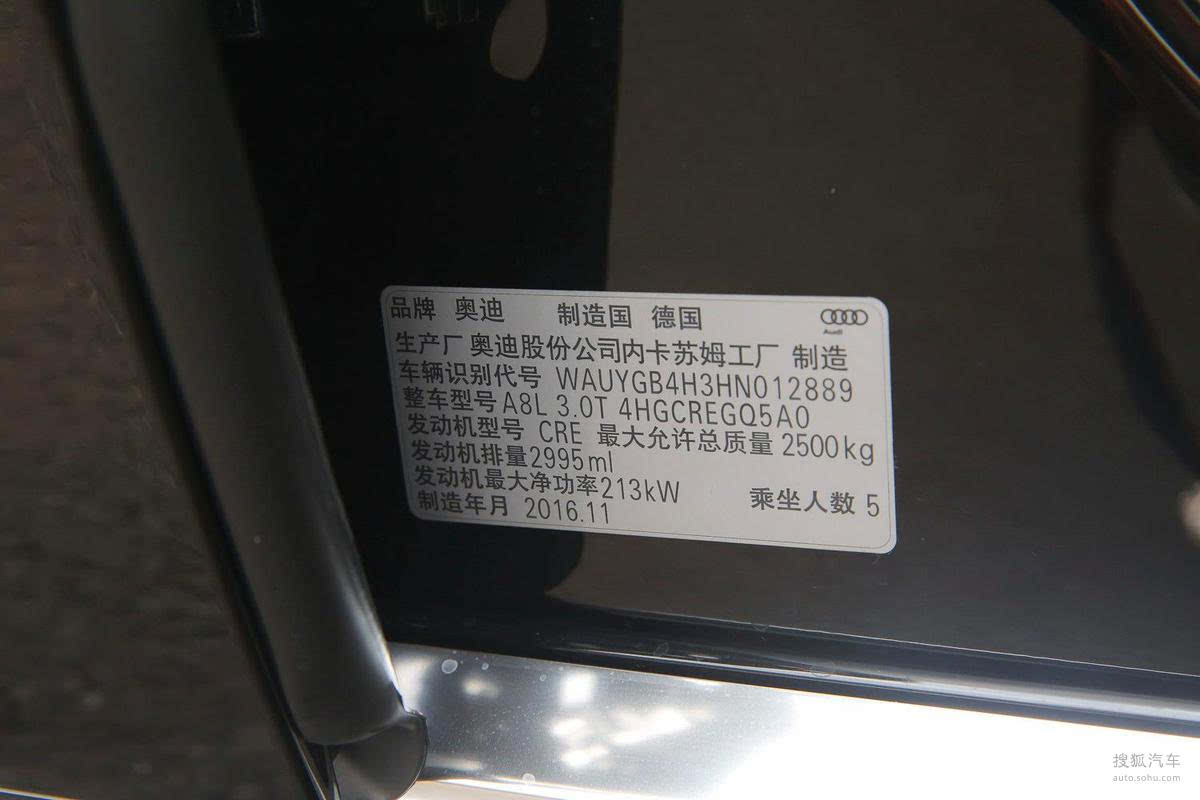 品牌 奥迪 制造国 德国
Audi
生产厂 奥迪股份公司内卡苏姆工厂 制造
车辆识别代号 WAUYGB4H3HN012889
整车型号 A8L 3.0T 4HGCREGQ5A0
发动机型号 CRE 最大允许总质量 2500kg
发动机排量2995ml
发动机最大净功率213kW 乘坐人数 5
制造年月 2016.11
搜狐汽车
auto.sohu.com